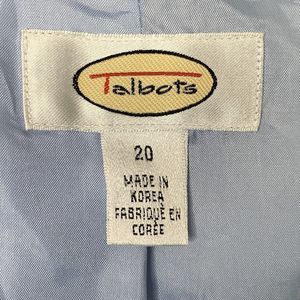 Talbots
20
MADE IN
KOREA
FABRIQUÉ EN
CORÉE